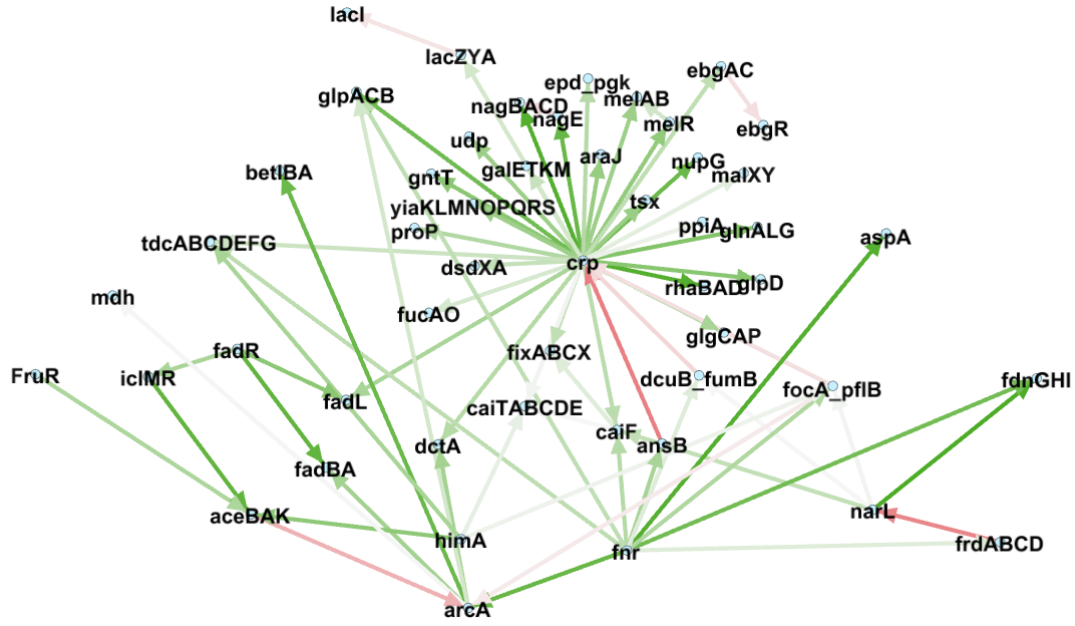 lacI
lacZYA
ebgAC
epd_pgk
glpACB
melAB
nagBACD
nagE
melR
ebgR
udp
araJ
nupG
galETKM
malXY
betIBA
gntT
tsx
yiaKLMNOPQRS
ppiA
glnALG
proP
aspA
tdcABCDEFG
crp
dsdXA
rhaBAD
glpD
mdh
fucAO
glgCAP
fadR
fixABCX
FruR
iclMR
dcuB_fumB
focA_pflB
fdnGHI
fadL
caiTABCDE
caiF
dctA
ansB
fadBA
aceBAK
narL
himA
fnr
frdABCD
arcA